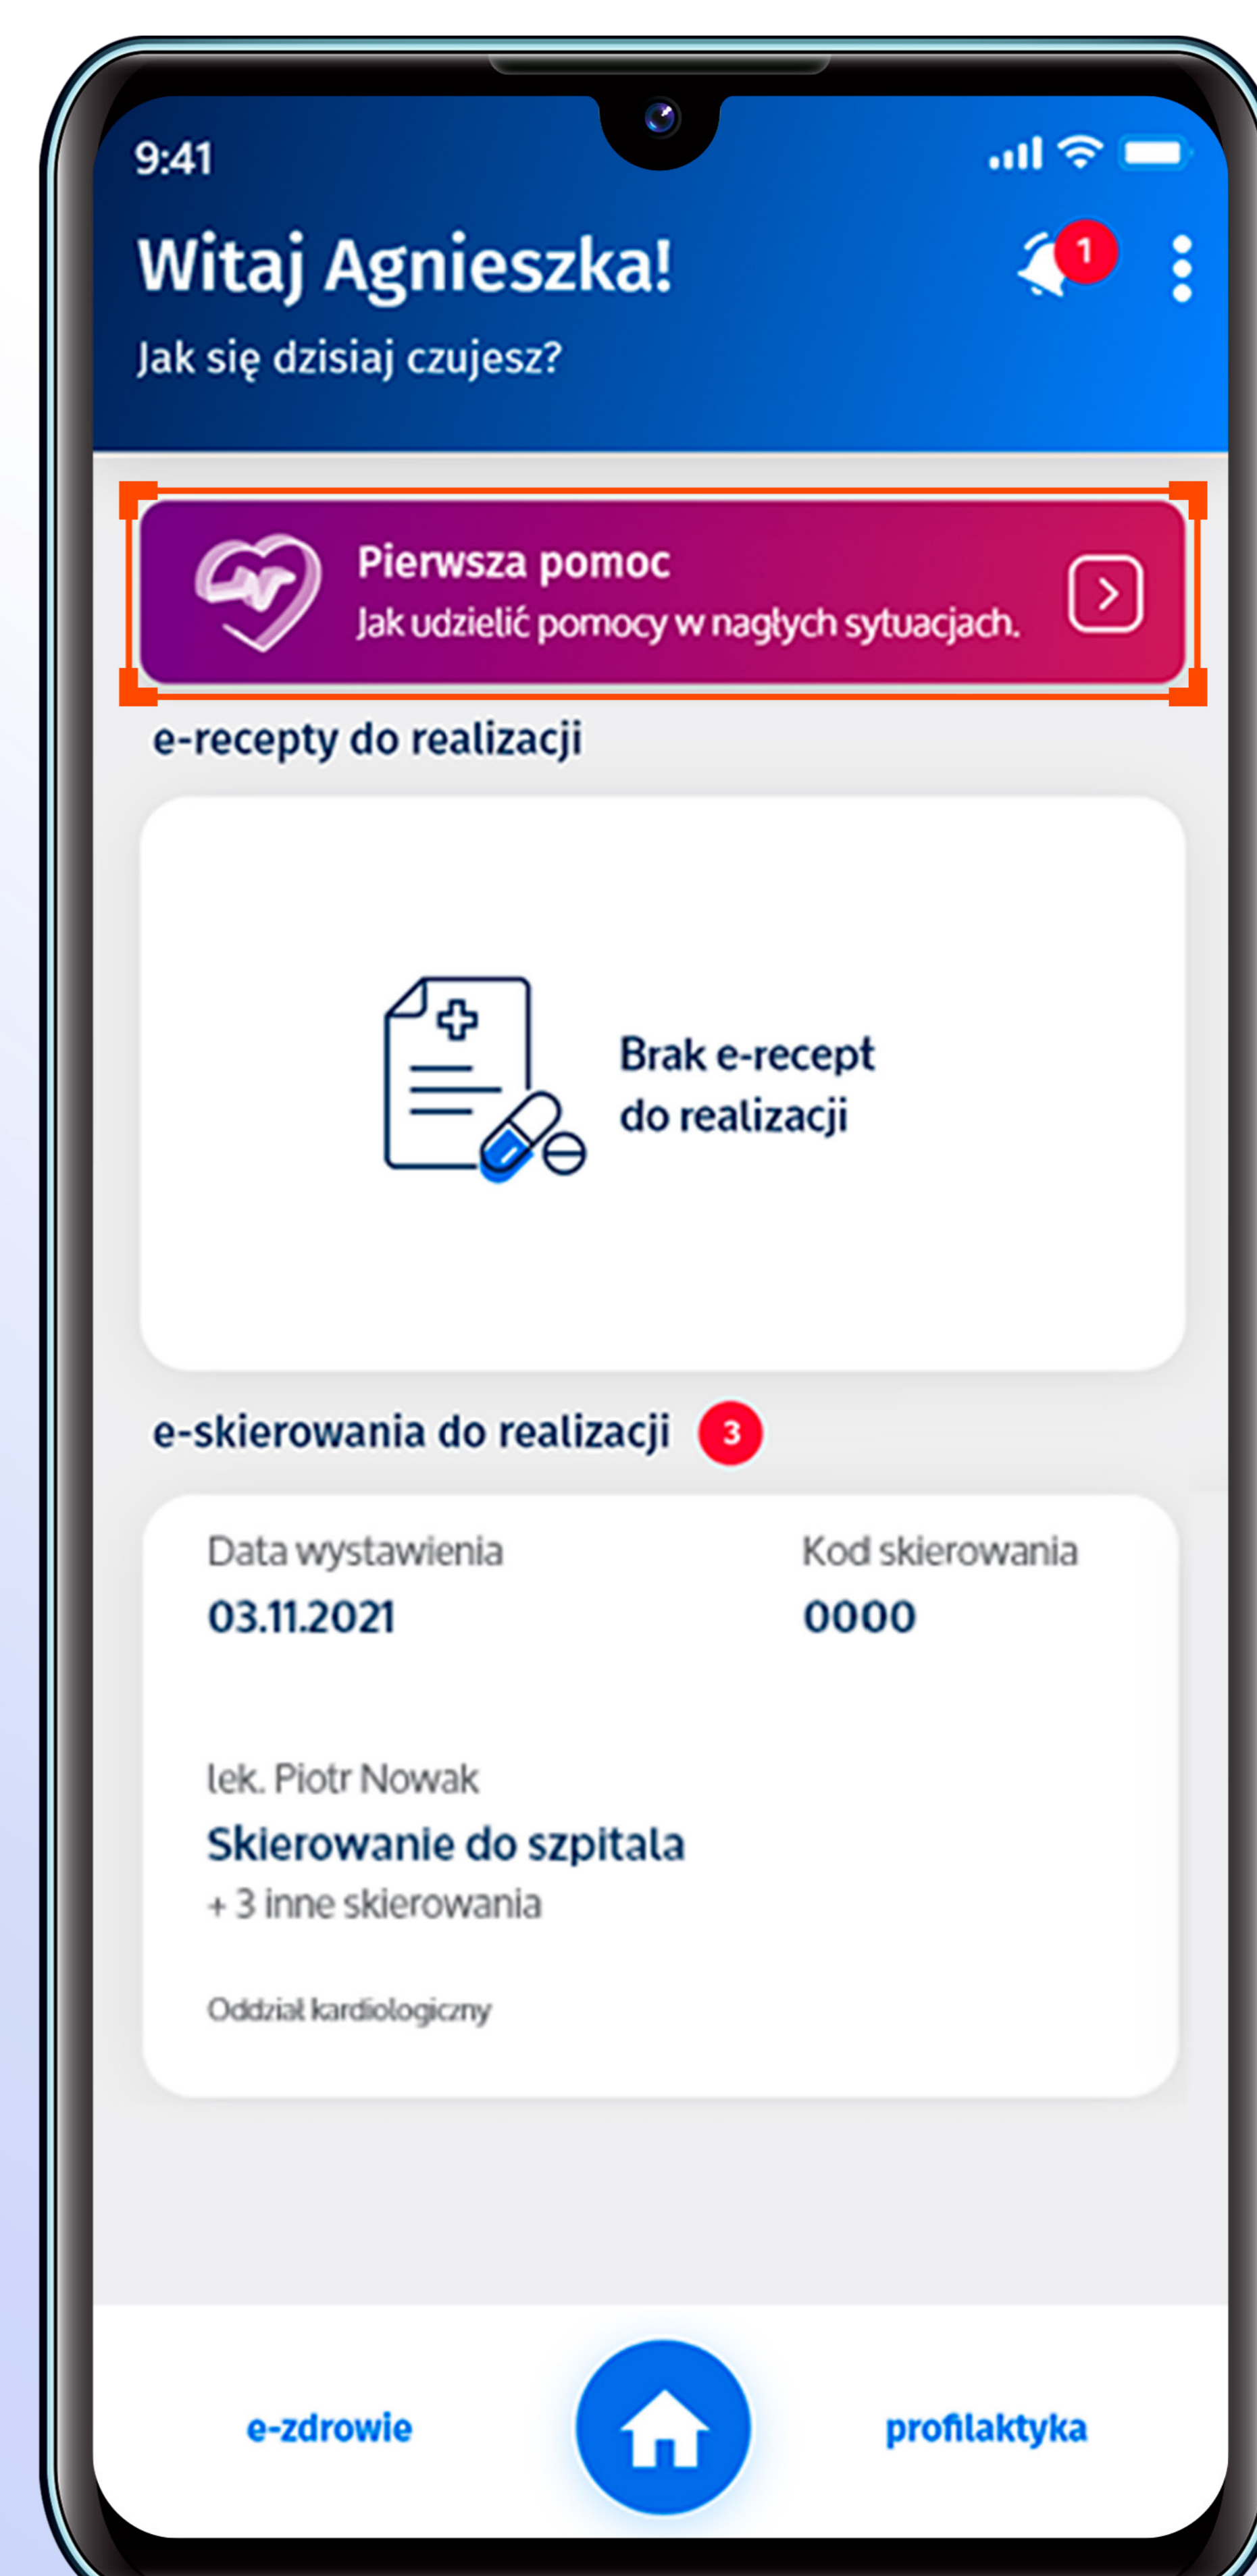 9:41
Witaj Agnieszka!
1
Jak się dzisiaj czujesz?
Pierwsza pomoc
Jak udzielić pomocy w nagłych sytuacjach.
e-recepty do realizacji
Brak e-recept
do realizacji
e-skierowania do realizacji 3
Data wystawienia Kod skierowania
03.11.2021 0000
lek. Piotr Nowak
Skierowanie do szpitala
+ 3 inne skierowania
Oddział kardiologiczny
e-zdrowie profilaktyka